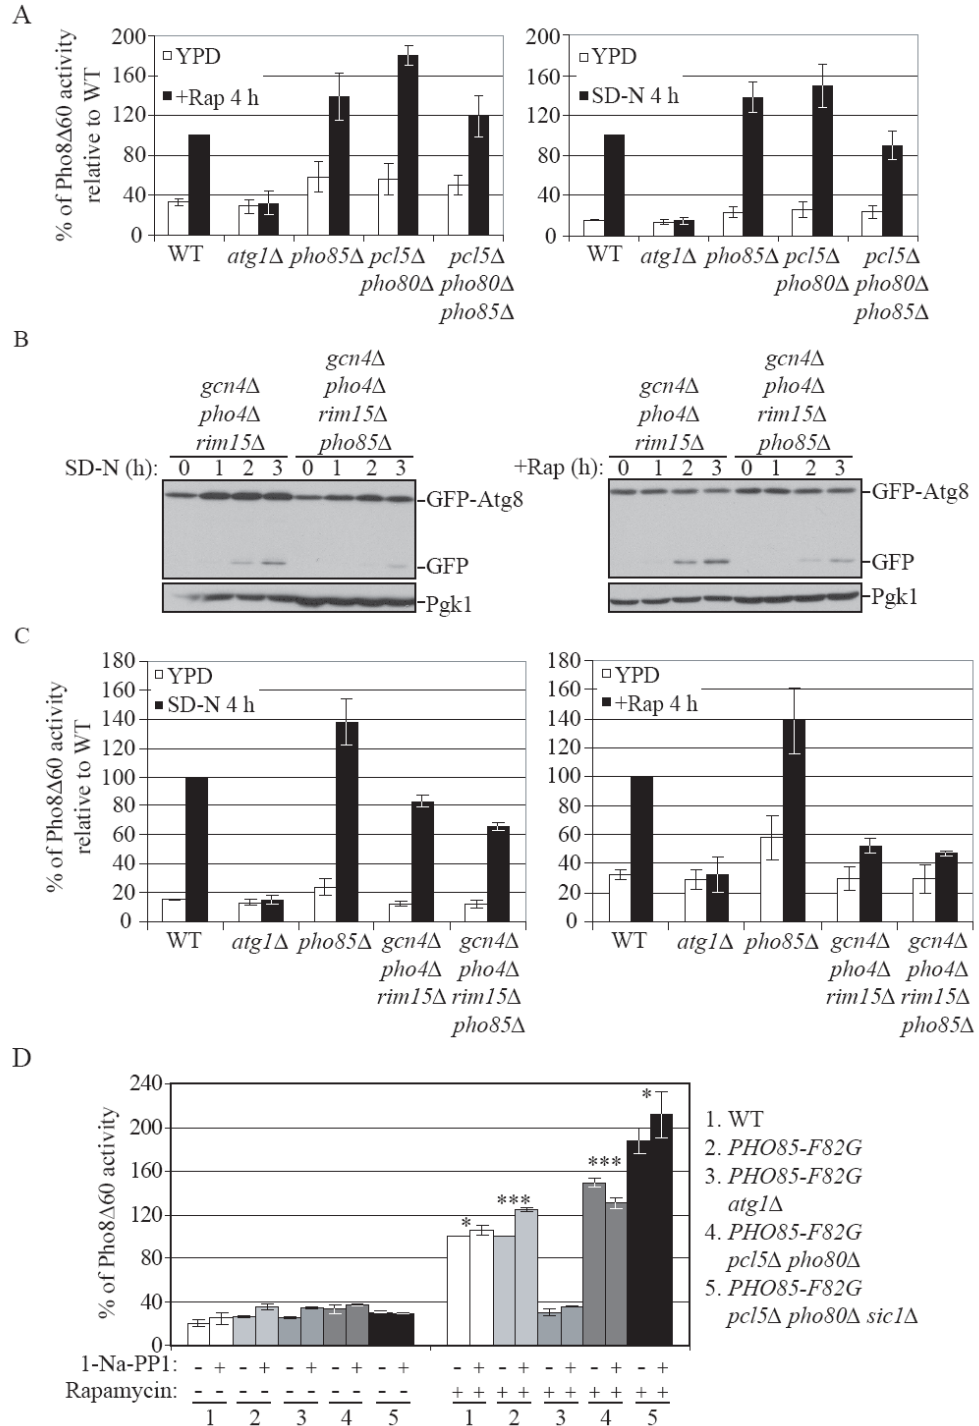 A
% of Pho8Δ60 activity
relative to WT
200
160
120
80
40
0
YPD
+Rap 4 h
WT atg1Δ pho85Δ pcl5Δ pcl5Δ
pho80Δ pho80Δ
pho85Δ
200
160
120
80
40
0
YPD
SD-N 4 h
WT atg1Δ pho85Δ pcl5Δ pcl5Δ
pho80Δ pho80Δ
pho85Δ
B
gcn4Δ
pho4Δ
rim15Δ
gcn4Δ
pho4Δ
rim15Δ
pho85Δ
SD-N (h): 0 1 2 3 0 1 2 3
-GFP-Atg8
-GFP
-Pgk1
gcn4Δ
pho4Δ
rim15Δ
gcn4Δ
pho4Δ
rim15Δ
pho85Δ
+Rap (h): 0 1 2 3 0 1 2 3
-GFP-Atg8
-GFP
-Pgk1
C
% of Pho8Δ60 activity
relative to WT
180
160
140
120
100
80
60
40
20
0
YPD
SD-N 4 h
WT atg1Δ pho85Δ gcn4Δ gcn4Δ
pho4Δ pho4Δ
rim15Δ rim15Δ
pho85Δ
180
160
140
120
100
80
60
40
20
0
YPD
+Rap 4 h
WT atg1Δ pho85Δ gcn4Δ gcn4Δ
pho4Δ pho4Δ
rim15Δ rim15Δ
pho85Δ
D
% of Pho8Δ60 activity
240
200
160
120
80
40
0
* *** *** *
1-Na-PP1: - + - + - + - + - + - + - + - + - + - +
Rapamycin: - - - - - - - - - - + + + + + + + + + +
1 2 3 4 5 1 2 3 4 5
1. WT
2. PHO85-F82G
3. PHO85-F82G
atg1Δ
4. PHO85-F82G
pcl5Δ pho80Δ
5. PHO85-F82G
pcl5Δ pho80Δ sic1Δ